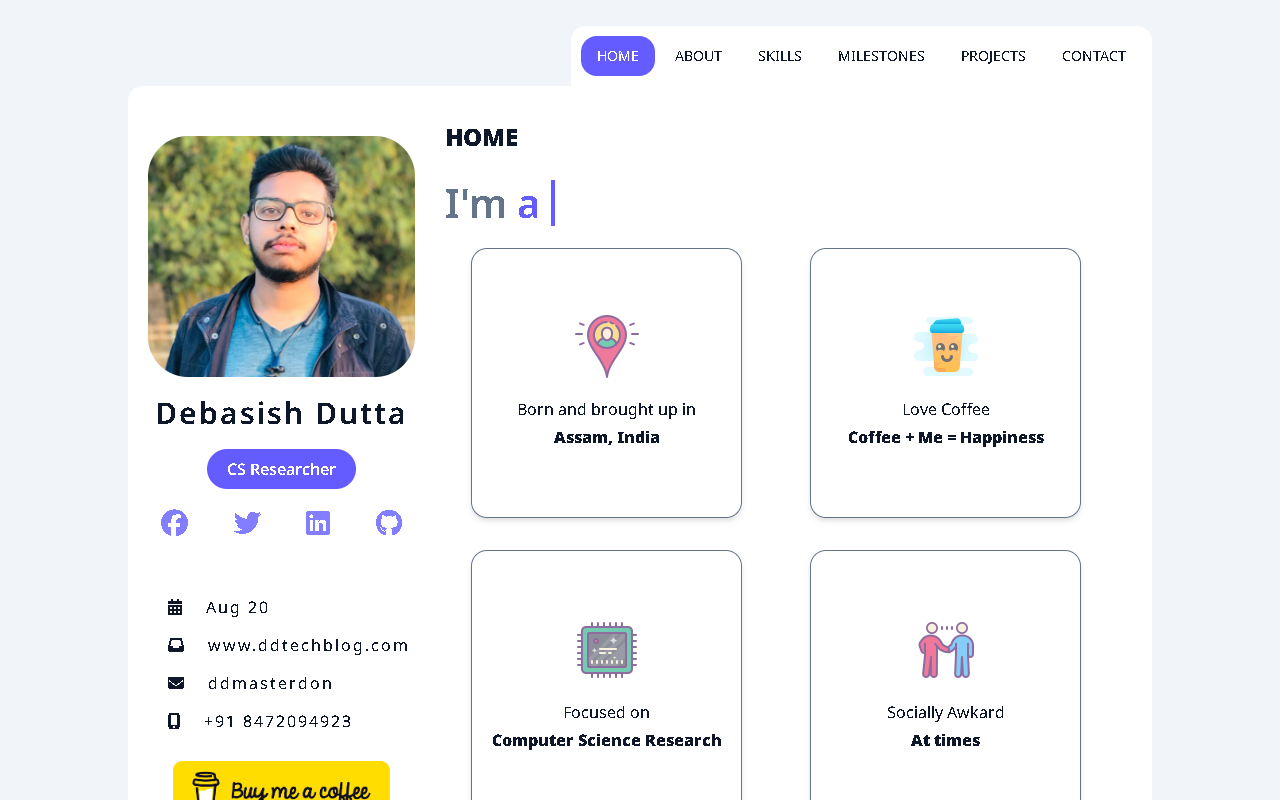 HOME ABOUT SKILLS MILESTONES PROJECTS CONTACT
Debasish Dutta
CS Researcher
Aug 20
www.ddtechblog.com
ddmasterdon
+91 8472094923
Buy me a coffee
HOME
I'm a
Born and brought up in
Assam, India
Love Coffee
Coffee + Me = Happiness
Focused on
Computer Science Research
Socially Awkard
At times